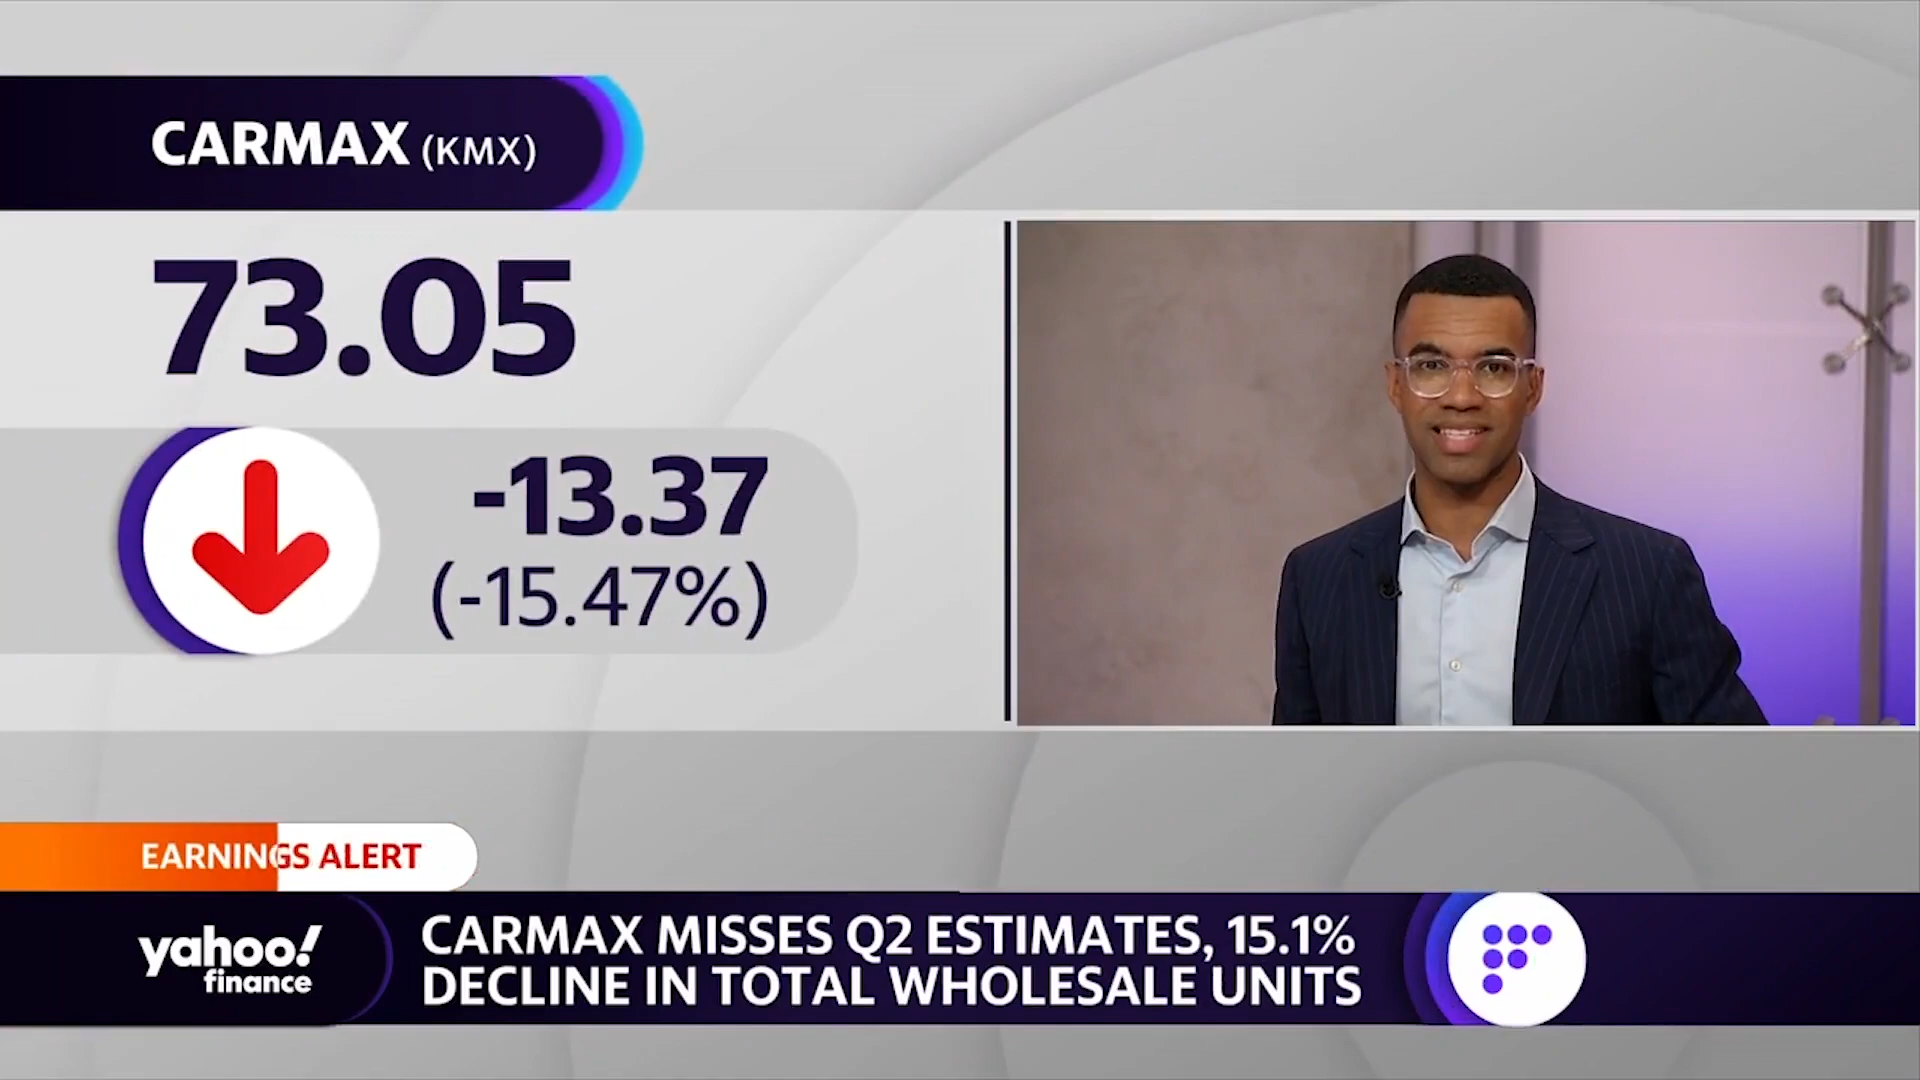 CARMAX (KMX)
73.05
-13.37
(-15.47%)
EARNINGS ALERT
yahoo!
finance
CARMAX MISSES Q2 ESTIMATES, 15.1%
DECLINE IN TOTAL WHOLESALE UNITS